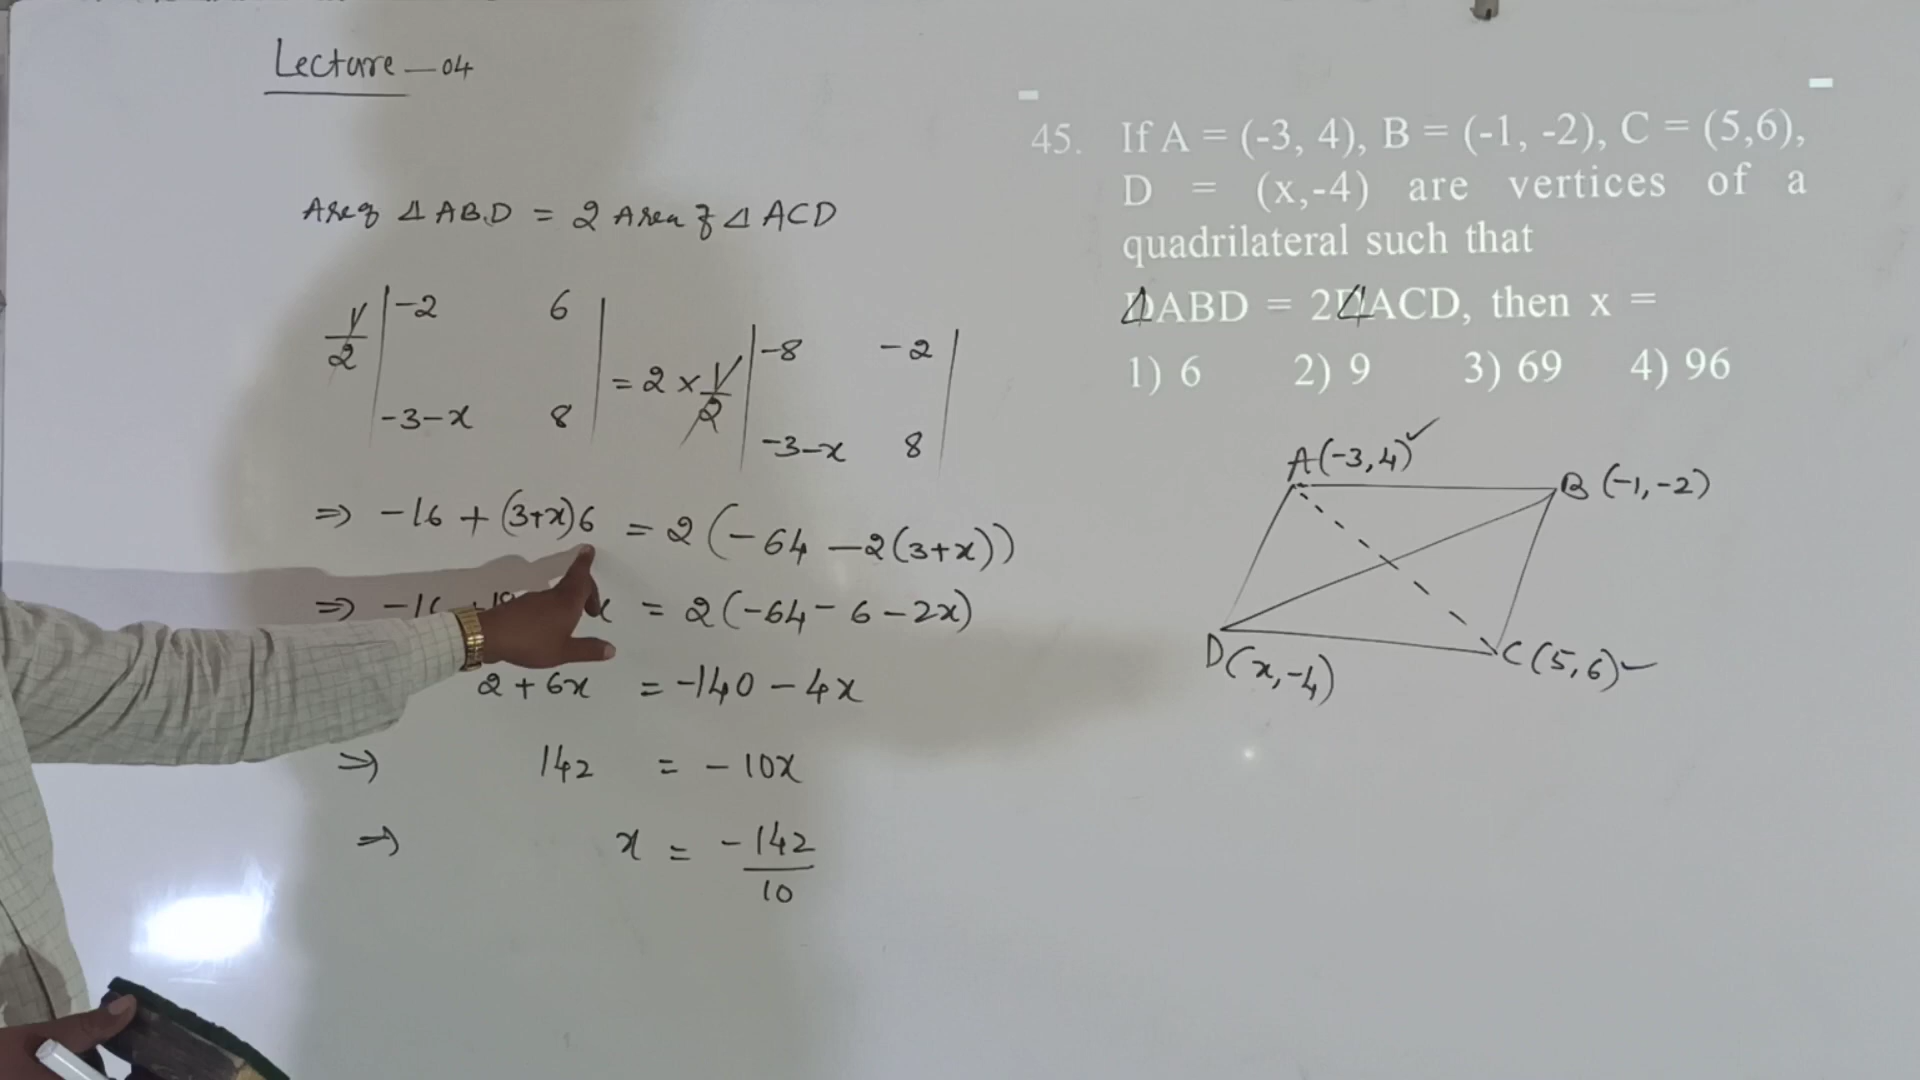 Lecture - 04
Area of Δ ABD = 2 Area of Δ ACD
1/2 | -2 6 | = 2 × 1/2 | -8 -2 |
| -3-x 8 | | -3-x 8 |
⇒ -16 + (3+x)6 = 2(-64 -2(3+x))
⇒ = 2(-64 - 6 - 2x)
2 + 6x = -140 - 4x
⇒ 142 = - 10x
⇒ x = -142/10
45. If A = (-3, 4), B = (-1, -2), C = (5,6),
D = (x,-4) are vertices of a
quadrilateral such that
ΔABD = 2ΔACD, then x =
1) 6 2) 9 3) 69 4) 96
A(-3,4) ✓
B (-1,-2)
D(x,-4)
C(5,6) ✓